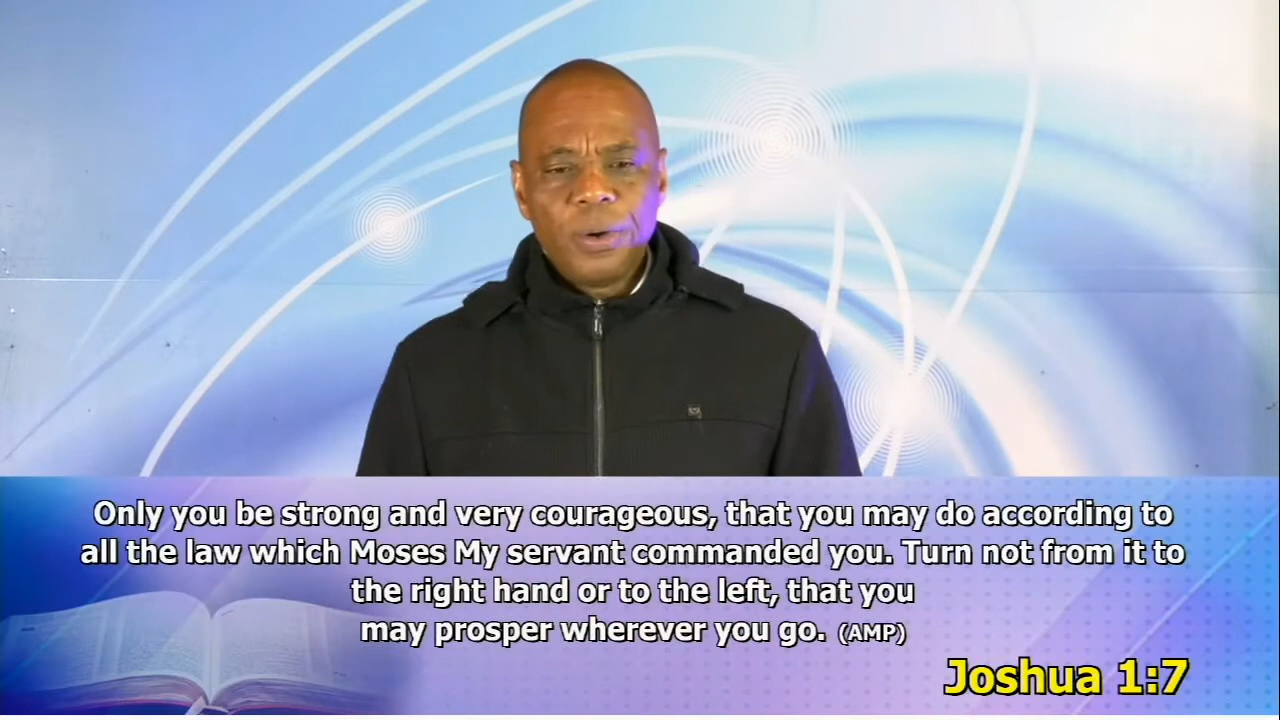 Only you be strong and very courageous, that you may do according to
all the law which Moses My servant commanded you. Turn not from it to
the right hand or to the left, that you
may prosper wherever you go. (AMP)
Joshua 1:7